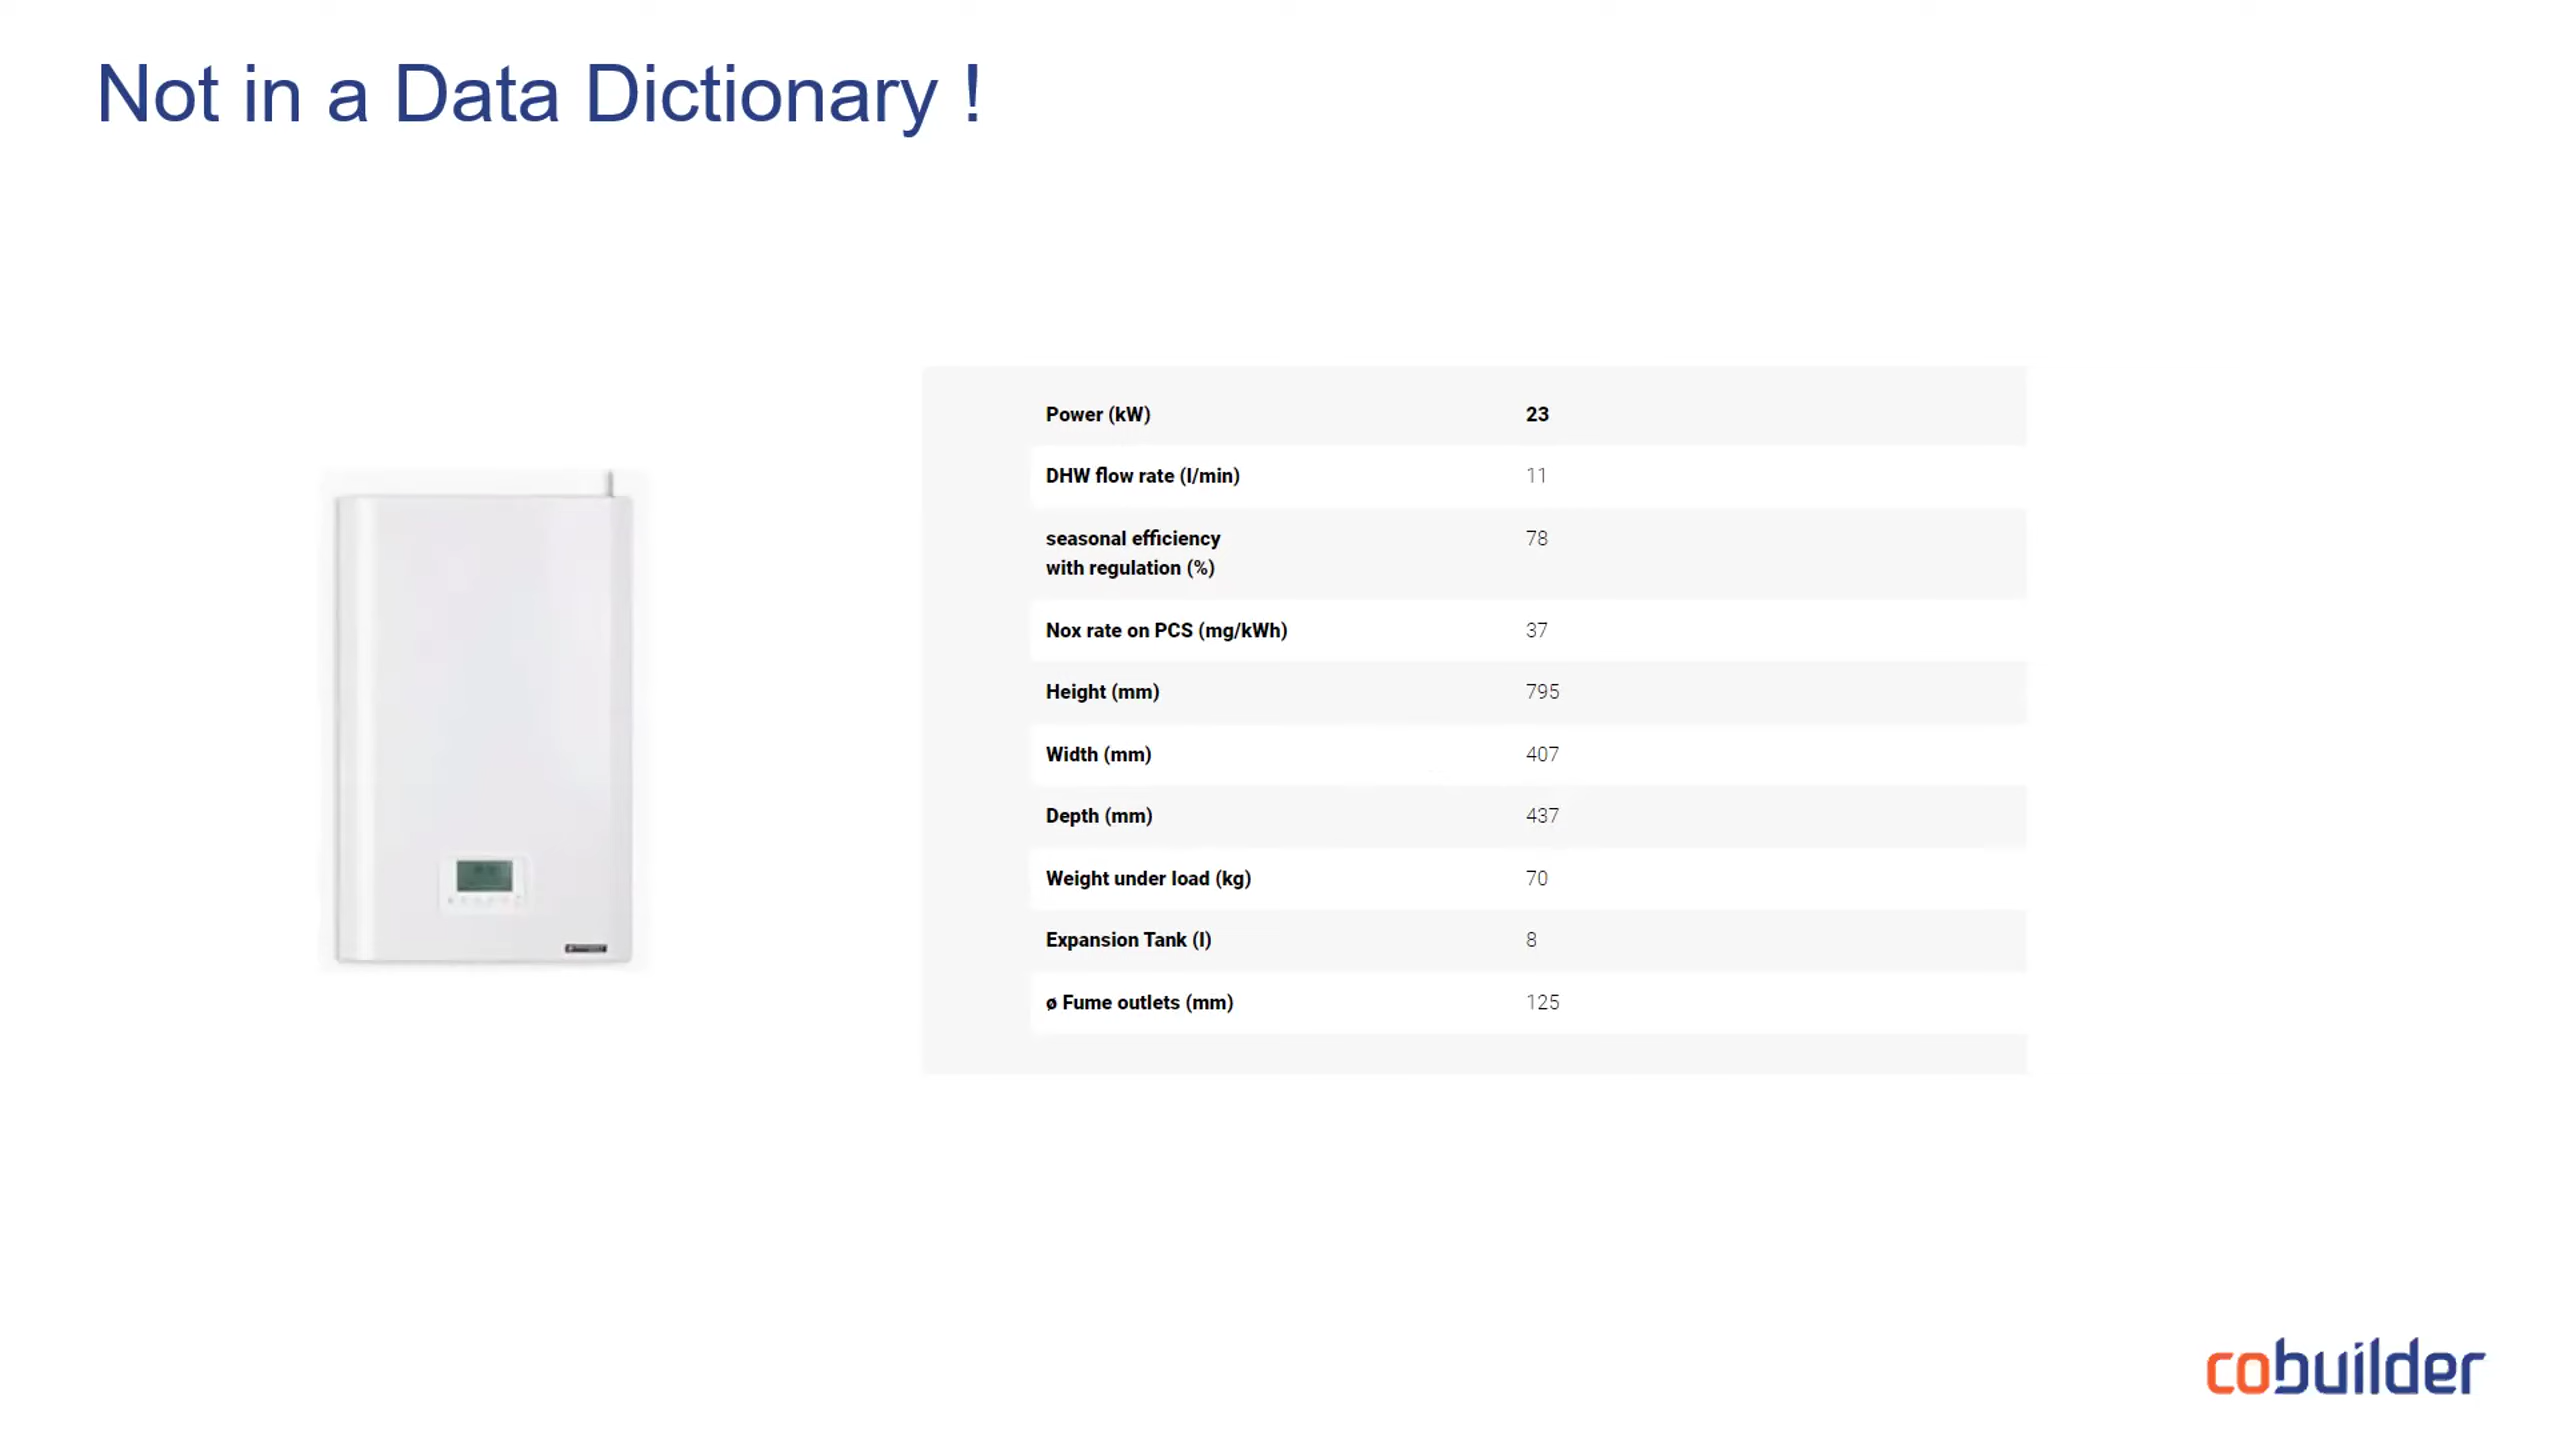 Not in a Data Dictionary !
Power (kW) 23
DHW flow rate (l/min) 11
seasonal efficiency 78
with regulation (%)
Nox rate on PCS (mg/kWh) 37
Height (mm) 795
Width (mm) 407
Depth (mm) 437
Weight under load (kg) 70
Expansion Tank (l) 8
ø Fume outlets (mm) 125
cobuilder